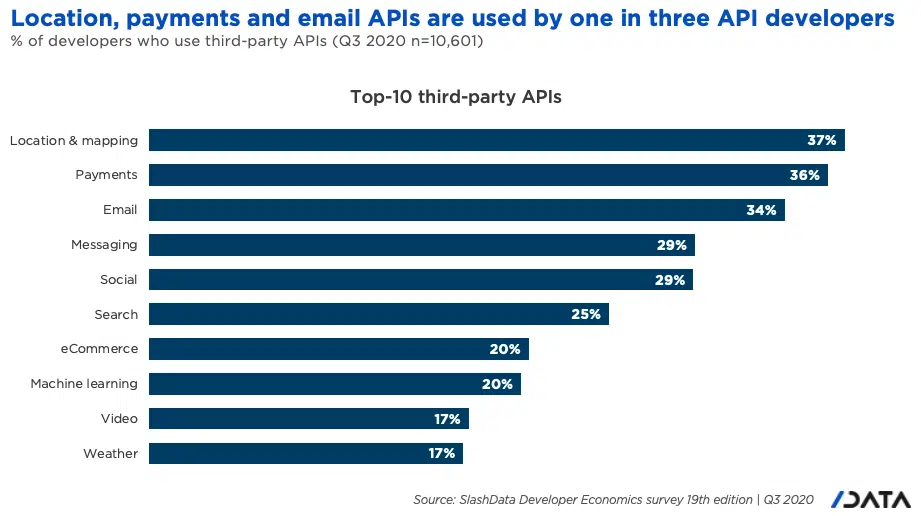 Location, payments and email APIs are used by one in three API developers
% of developers who use third-party APIs (Q3 2020 n=10,601)
Top-10 third-party APIs
Location & mapping 37%
Payments 36%
Email 34%
Messaging 29%
Social 29%
Search 25%
eCommerce 20%
Machine learning 20%
Video 17%
Weather 17%
Source: SlashData Developer Economics survey 19th edition | Q3 2020 /DATA